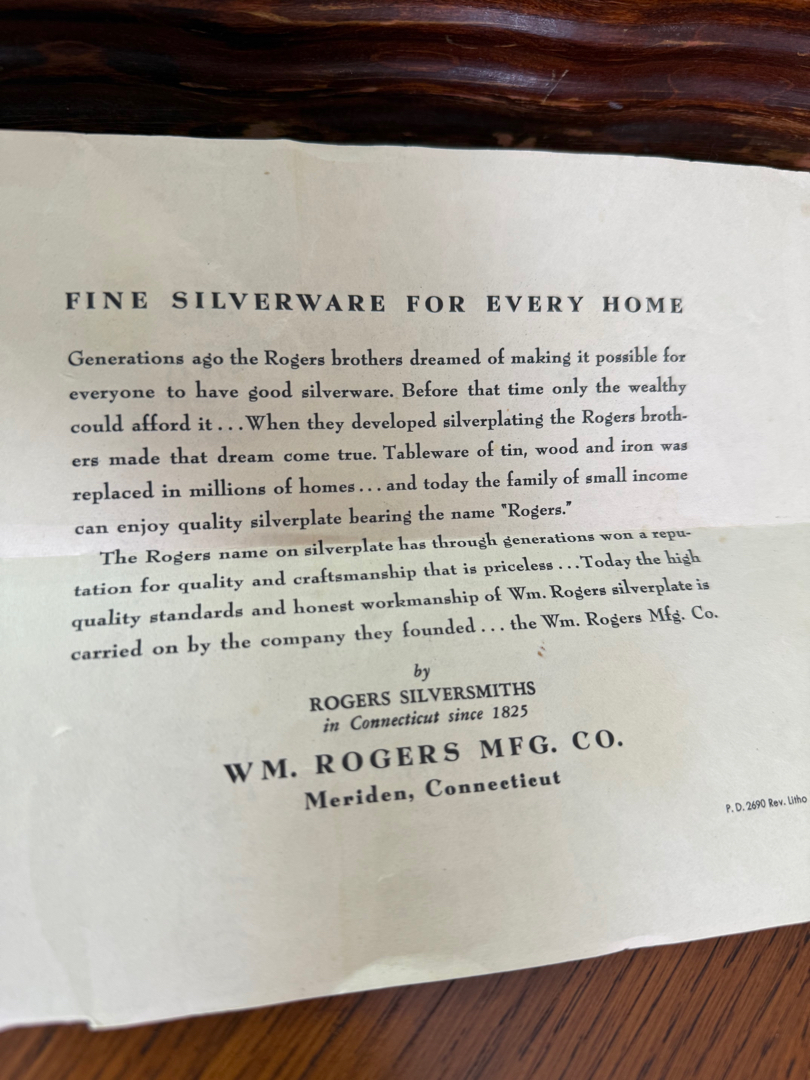 FINE SILVERWARE FOR EVERY HOME
Generations ago the Rogers brothers dreamed of making it possible for
everyone to have good silverware. Before that time only the wealthy
could afford it...When they developed silverplating the Rogers broth-
ers made that dream come true. Tableware of tin, wood and iron was
replaced in millions of homes...and today the family of small income
can enjoy quality silverplate bearing the name "Rogers."
The Rogers name on silverplate has through generations won a repu-
tation for quality and craftsmanship that is priceless...Today the high
quality standards and honest workmanship of Wm. Rogers silverplate is
carried on by the company they founded...the Wm. Rogers Mfg. Co.
by
ROGERS SILVERSMITHS
in Connecticut since 1825
WM. ROGERS MFG. CO.
Meriden, Connecticut
P. D. 2690 Rev. Litho